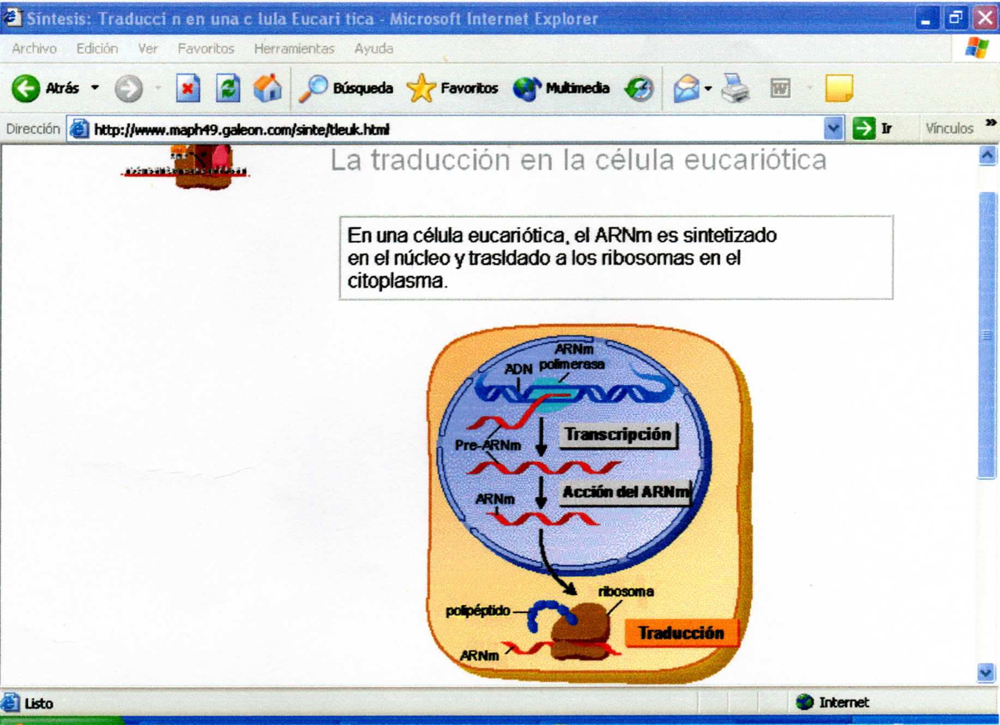 Síntesis: Traducci n en una c lula Eucari tica - Microsoft Internet Explorer
Archivo Edición Ver Favoritos Herramientas Ayuda
Atrás Búsqueda Favoritos Multimedia
Dirección http://www.maph49.galeon.com/sinte/tleuk.html Ir Vínculos »
La traducción en la célula eucariótica
En una célula eucariótica, el ARNm es sintetizado
en el núcleo y trasldado a los ribosomas en el
citoplasma.
ARNm
polimerasa
ADN
Transcripción
Pre-ARNm
Acción del ARNm
ARNm
ribosoma
polipéptido
Traducción
ARNm
Listo Internet